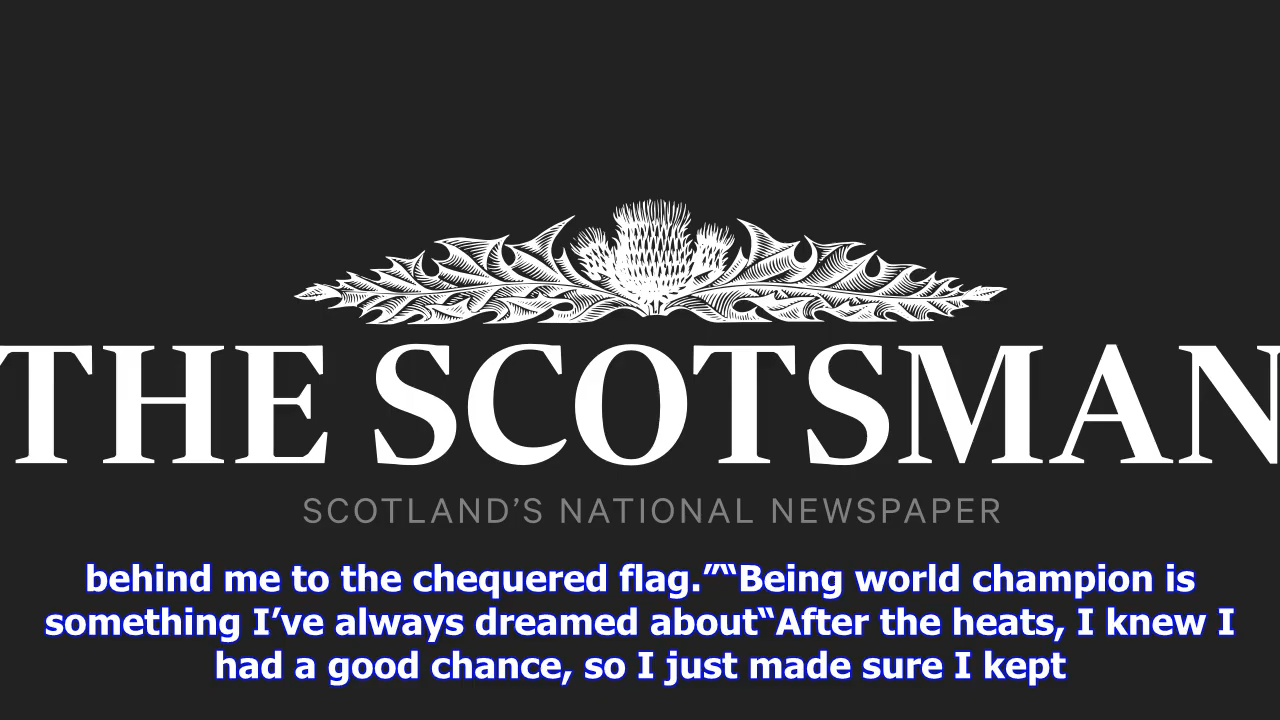 THE SCOTSMAN
SCOTLAND’S NATIONAL NEWSPAPER
behind me to the chequered flag.”“Being world champion is
something I’ve always dreamed about“After the heats, I knew I
had a good chance, so I just made sure I kept